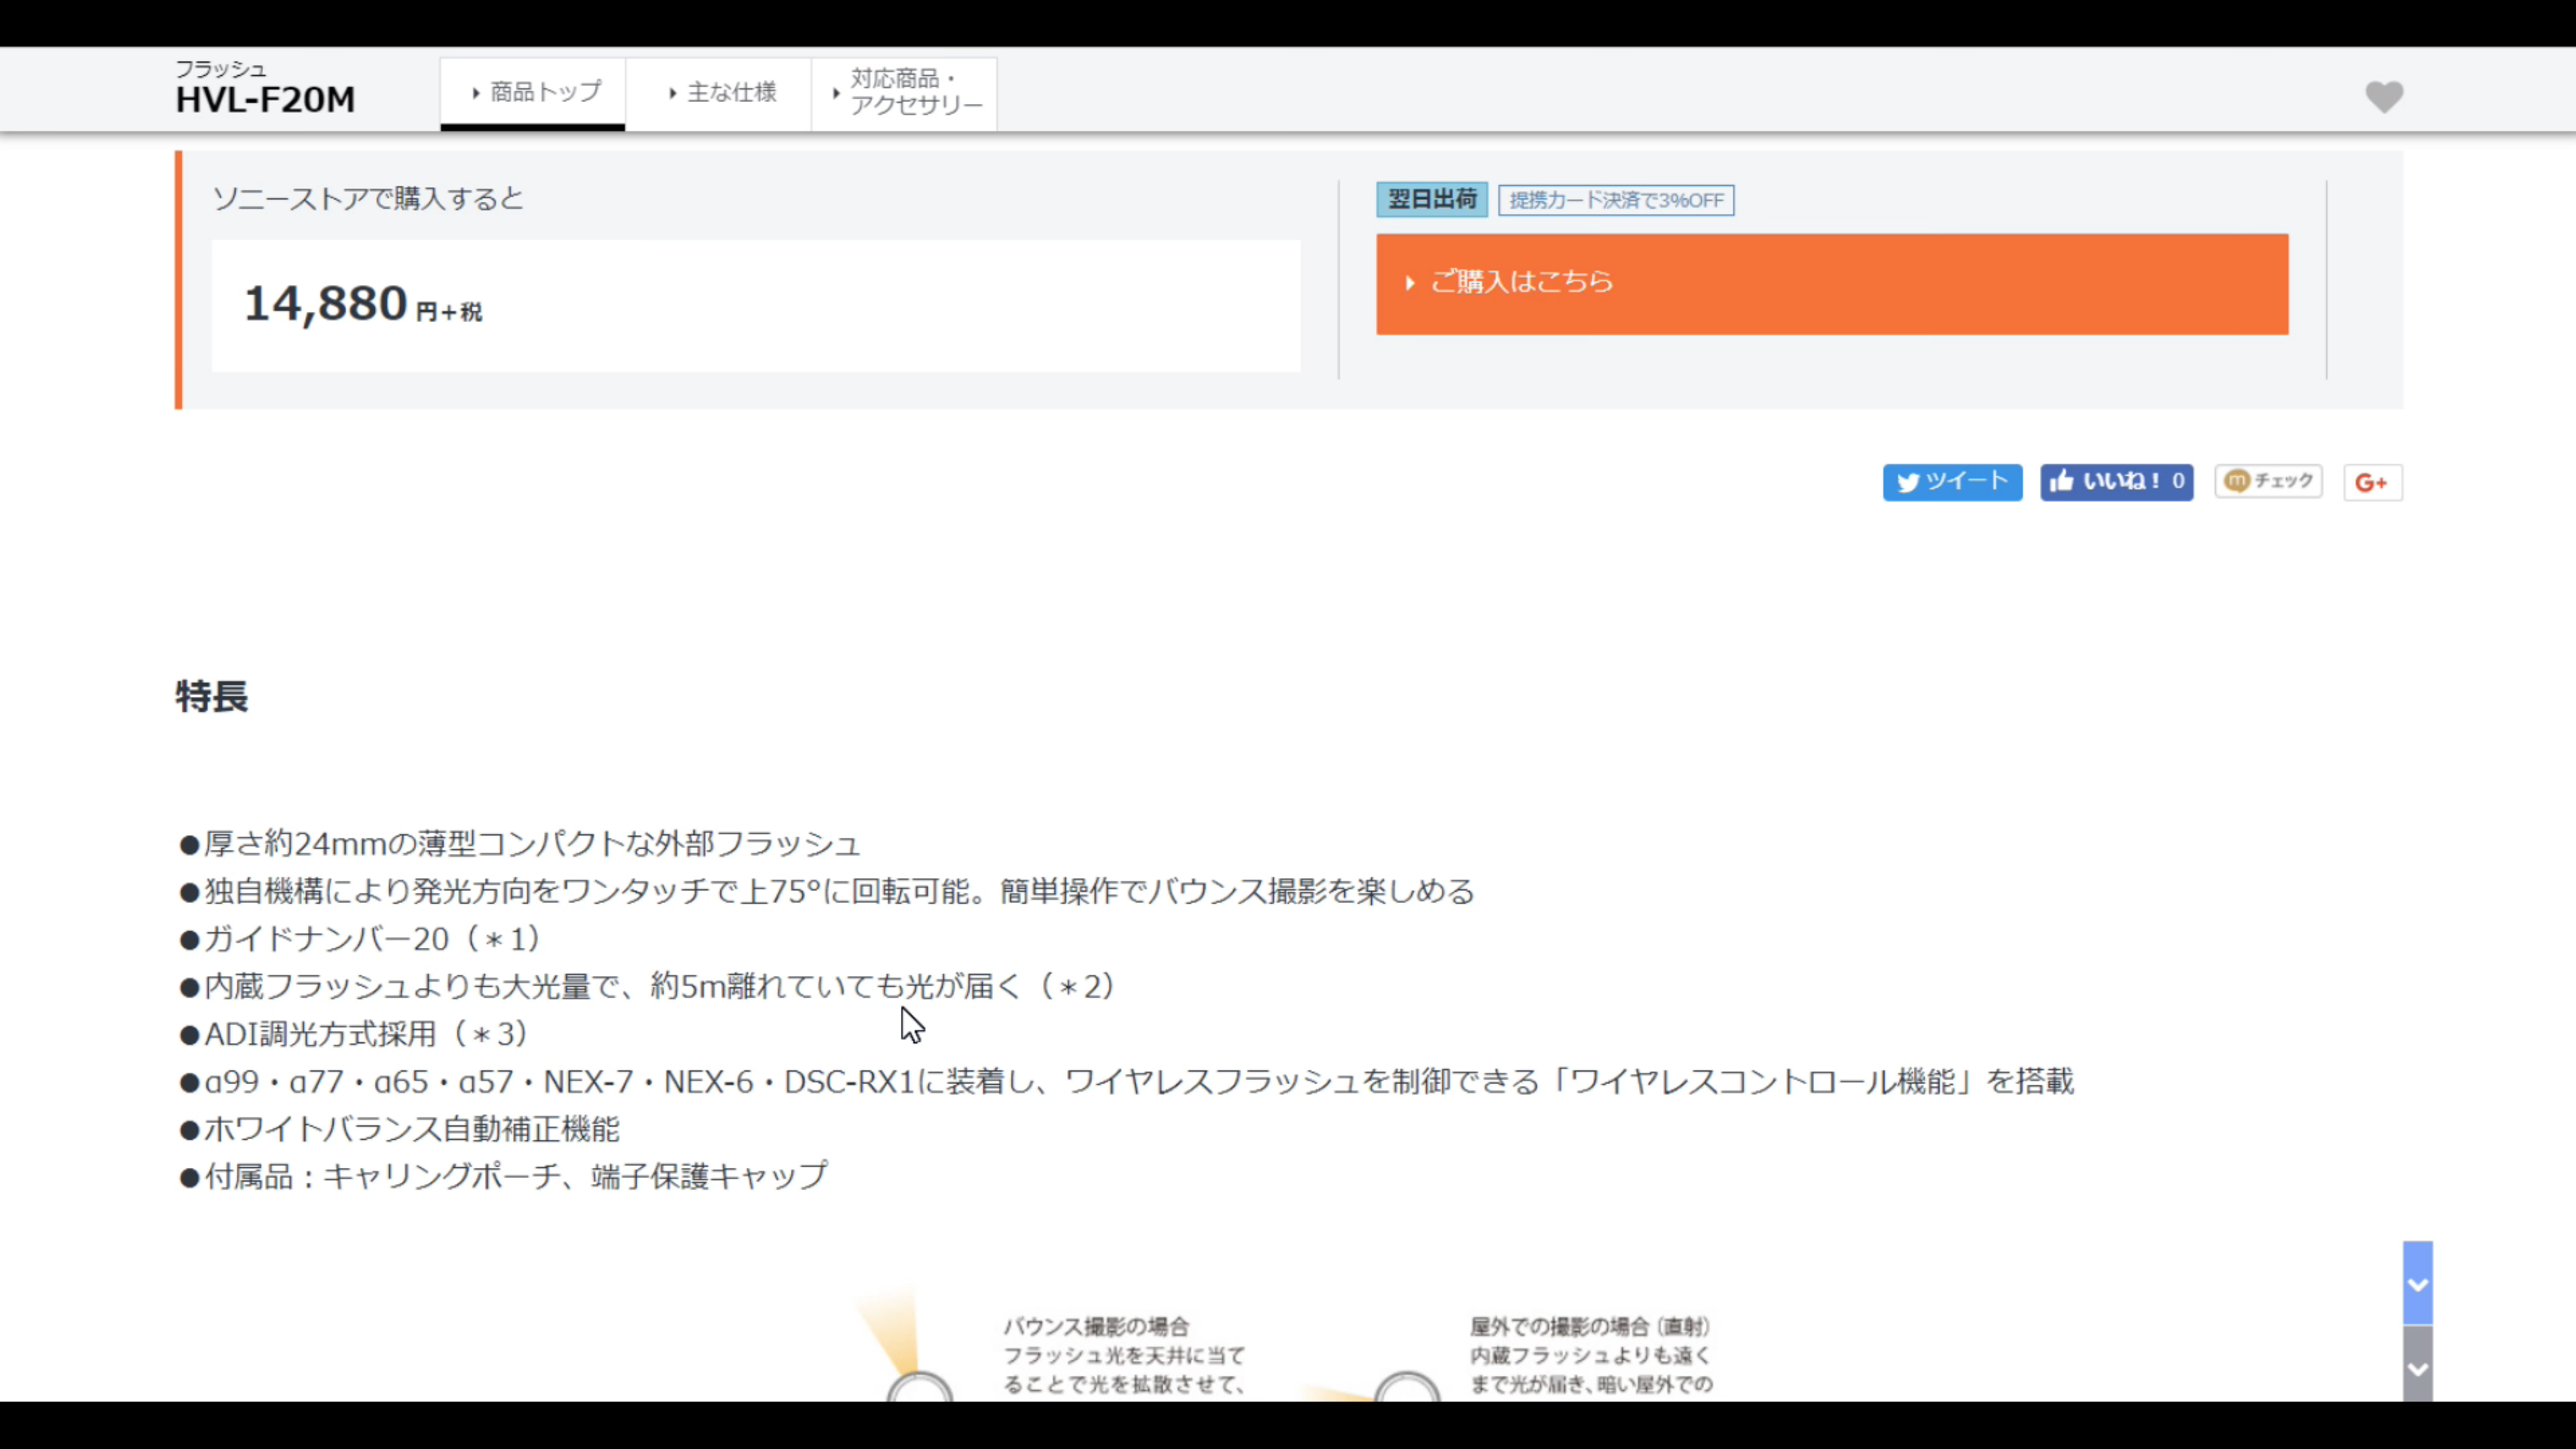 フラッシュ
HVL-F20M
商品トップ
主な仕様
対応商品・
アクセサリー
ソニーストアで購入すると
14,880 円+税
翌日出荷 提携カード決済で3%OFF
ご購入はこちら
ツイート いいね！ 0 チェック G+
特長
●厚さ約24mmの薄型コンパクトな外部フラッシュ
●独自機構により発光方向をワンタッチで上75°に回転可能。簡単操作でバウンス撮影を楽しめる
●ガイドナンバー20（＊1）
●内蔵フラッシュよりも大光量で、約5m離れていても光が届く（＊2）
●ADI調光方式採用（＊3）
●α99・α77・α65・α57・NEX-7・NEX-6・DSC-RX1に装着し、ワイヤレスフラッシュを制御できる「ワイヤレスコントロール機能」を搭載
●ホワイトバランス自動補正機能
●付属品：キャリングポーチ、端子保護キャップ
バウンス撮影の場合
フラッシュ光を天井に当て
ることで光を拡散させて、
屋外での撮影の場合（直射）
内蔵フラッシュよりも遠く
まで光が届き、暗い屋外での